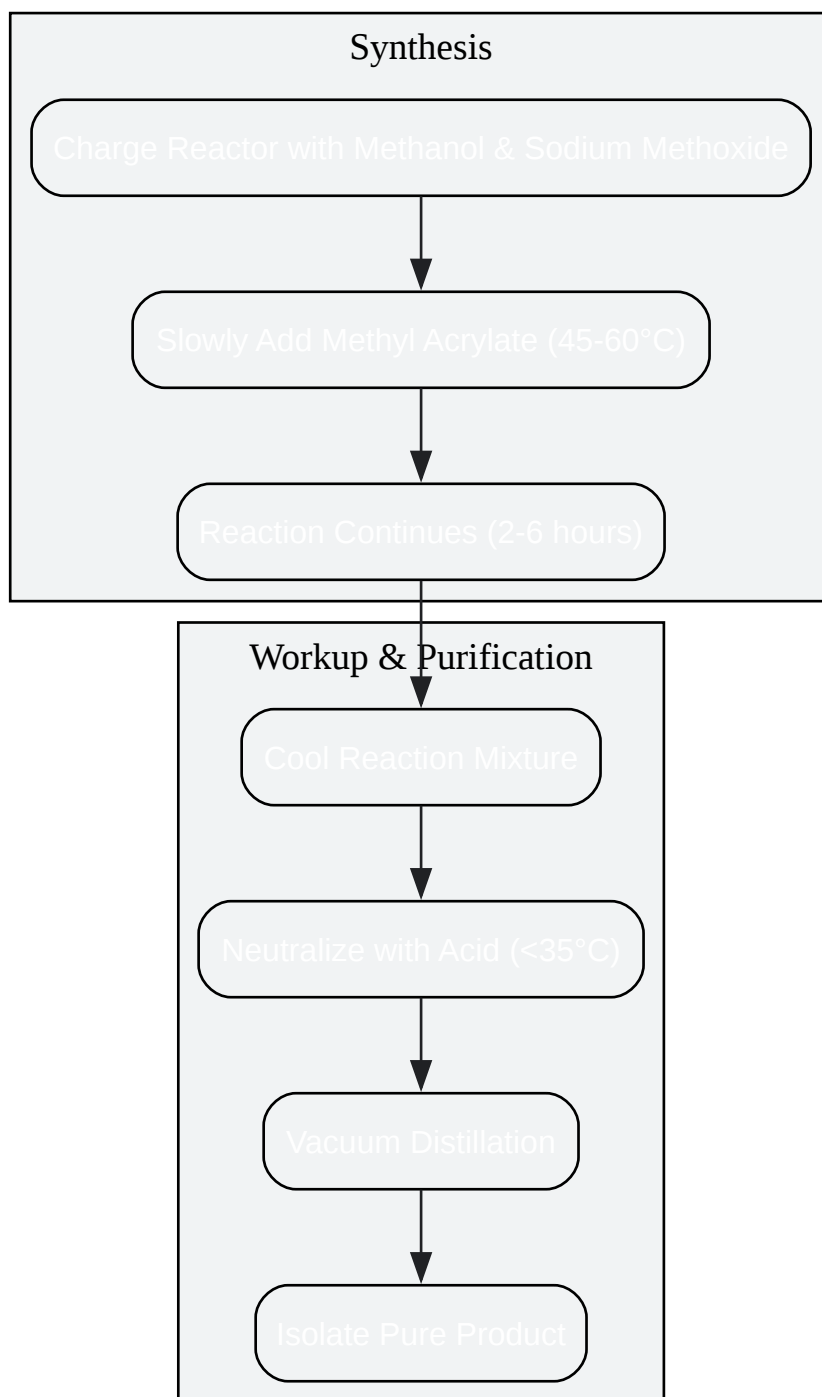 Synthesis
Charge Reactor with Methanol & Sodium Methoxide
Slowly Add Methyl Acrylate (45-60°C)
Reaction Continues (2-6 hours)
Workup & Purification
Cool Reaction Mixture
Neutralize with Acid (<35°C)
Vacuum Distillation
Isolate Pure Product